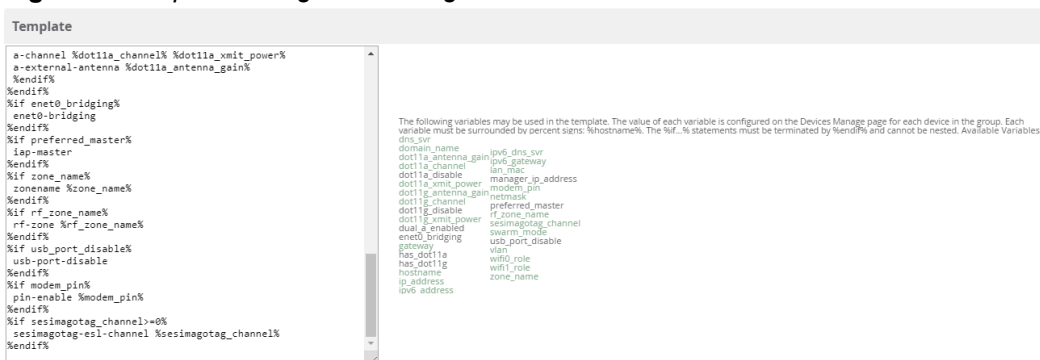 Template
a-channel %dot11a_channel% %dot11a_xmit_power%
a-external-antenna %dot11a_antenna_gain%
%endif%
%if enet0_bridging%
enet0-bridging
%endif%
%if preferred_master%
iap-master
%endif%
%if zone_name%
zonename %zone_name%
%endif%
%if rf_zone_name%
rf-zone %rf_zone_name%
%endif%
%if usb_port_disable%
usb-port-disable
%endif%
%if modem_pin%
pin-enable %modem_pin%
%endif%
%if sesimagotag_channel>=0%
sesimagotag-esl-channel %sesimagotag_channel%
%endif%
The following variables may be used in the template. The value of each variable is configured on the Devices Manage page for each device in the group. Each
variable must be surrounded by percent signs: %hostname%. The %if...% statements must be terminated by %endif% and cannot be nested. Available Variables
dns_svr
domain_name
dot11a_antenna_gain
dot11a_channel
dot11a_disable
dot11a_xmit_power
dot11g_antenna_gain
dot11g_channel
dot11g_disable
dot11g_xmit_power
dual_a_enabled
enet0_bridging
gateway
has_dot11a
has_dot11g
hostname
ip_address
ipv6_address
ipv6_dns_svr
ipv6_gateway
lan_mac
manager_ip_address
modem_pin
netmask
preferred_master
rf_zone_name
sesimagotag_channel
swarm_mode
usb_port_disable
vlan
wifi0_role
wifi1_role
zone_name